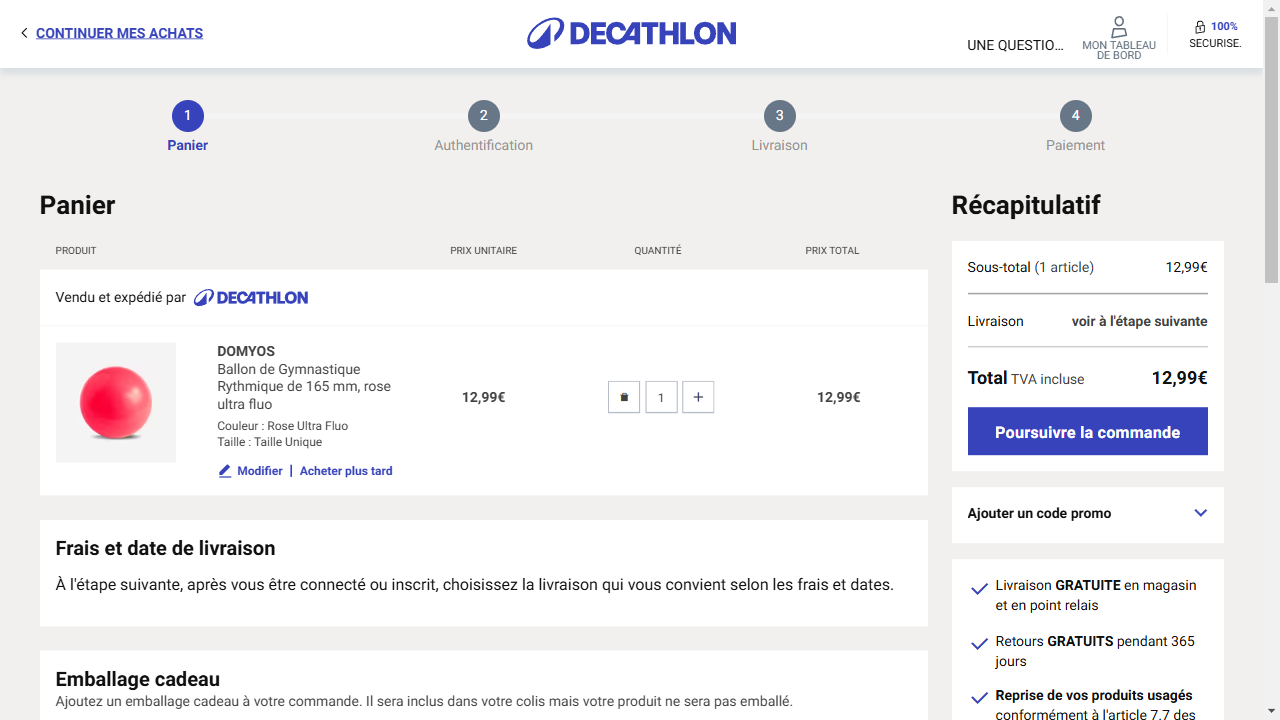 CONTINUER MES ACHATS
DECATHLON
UNE QUESTIO...
MON TABLEAU
DE BORD
100%
SECURISE.
1
2
3
4
Panier
Authentification
Livraison
Paiement
Panier
Récapitulatif
PRODUIT
PRIX UNITAIRE
QUANTITÉ
PRIX TOTAL
Vendu et expédié par DECATHLON
DOMYOS
Ballon de Gymnastique
Rythmique de 165 mm, rose
ultra fluo
Couleur : Rose Ultra Fluo
Taille : Taille Unique
Modifier | Acheter plus tard
12,99€
1
+
12,99€
Sous-total (1 article) 12,99€
Livraison voir à l'étape suivante
Total TVA incluse 12,99€
Poursuivre la commande
Ajouter un code promo
Frais et date de livraison
À l'étape suivante, après vous être connecté ou inscrit, choisissez la livraison qui vous convient selon les frais et dates.
Livraison GRATUITE en magasin
et en point relais
Retours GRATUITS pendant 365
jours
Reprise de vos produits usagés
conformément à l'article 7.7 des
Emballage cadeau
Ajoutez un emballage cadeau à votre commande. Il sera inclus dans votre colis mais votre produit ne sera pas emballé.